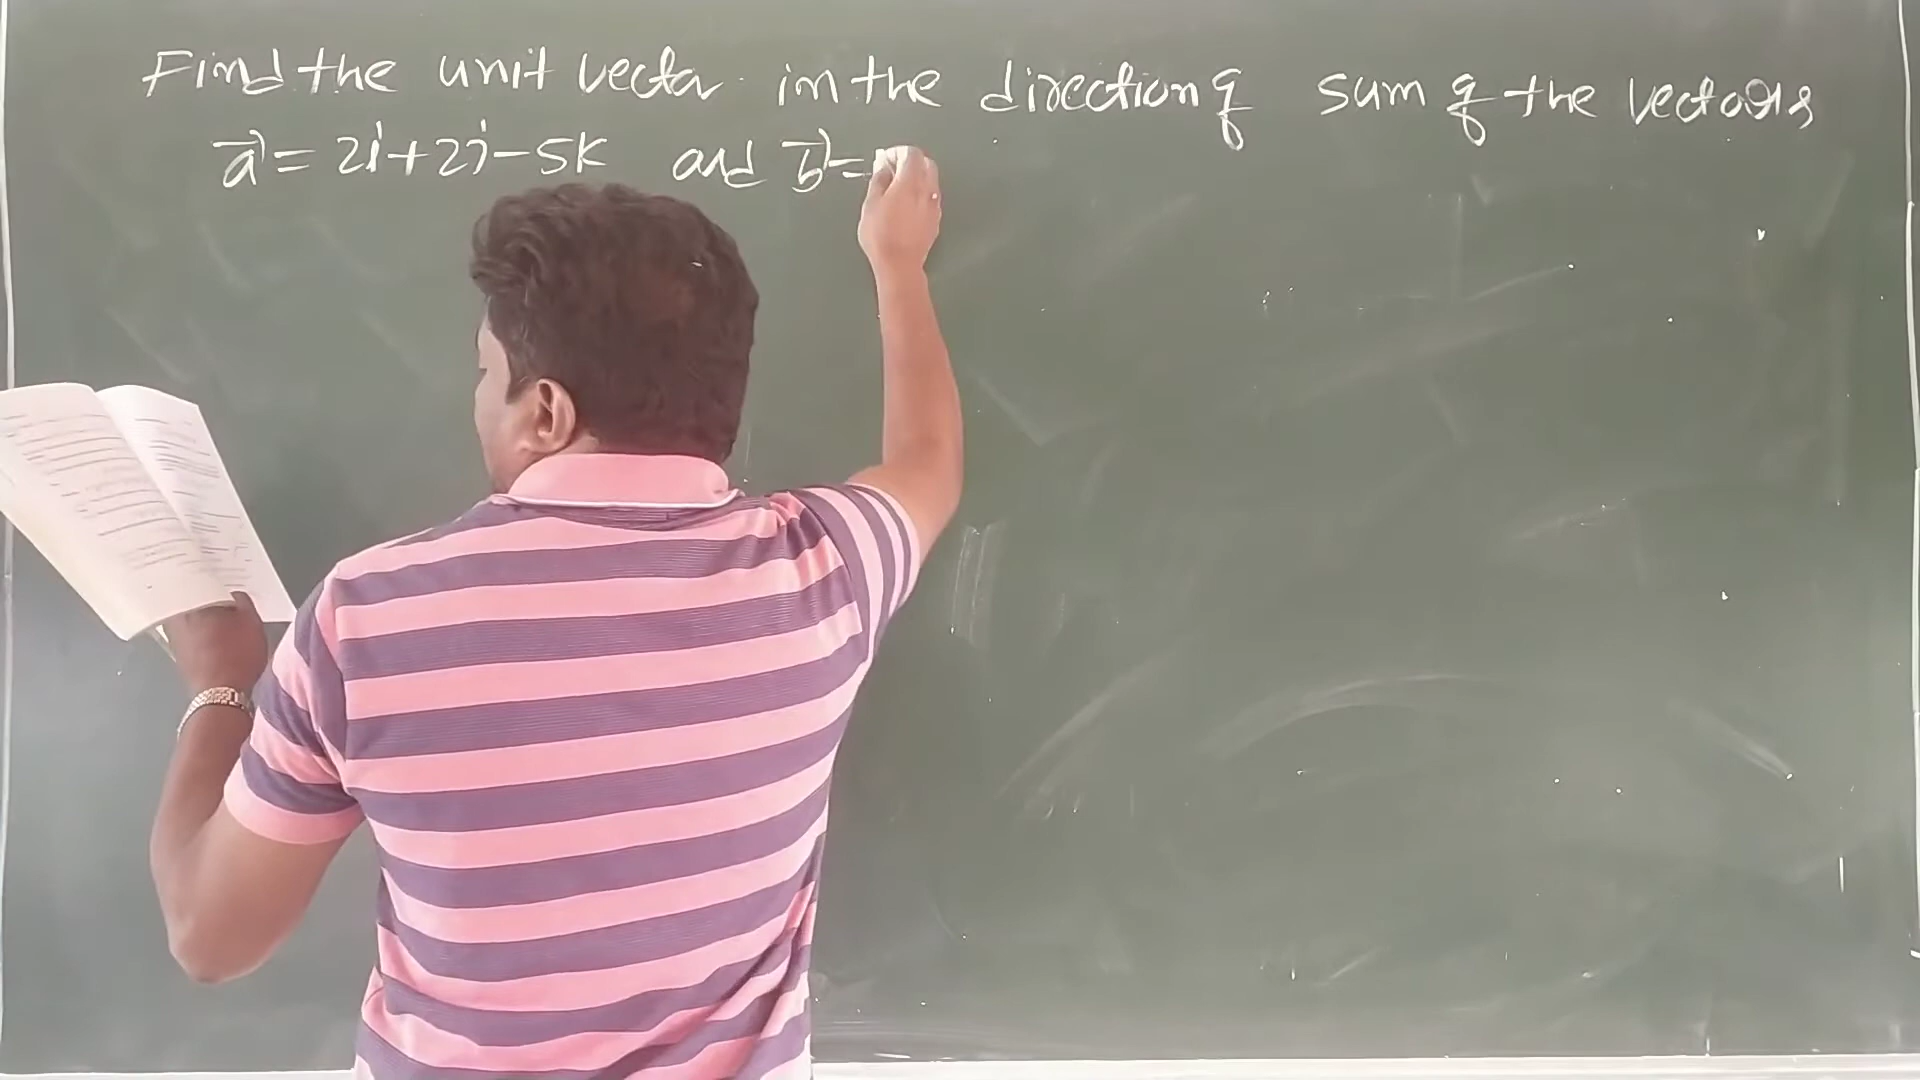 Find the unit vector in the direction of sum of the vectors
a⃗ = 2i+2j-5k and b⃗=